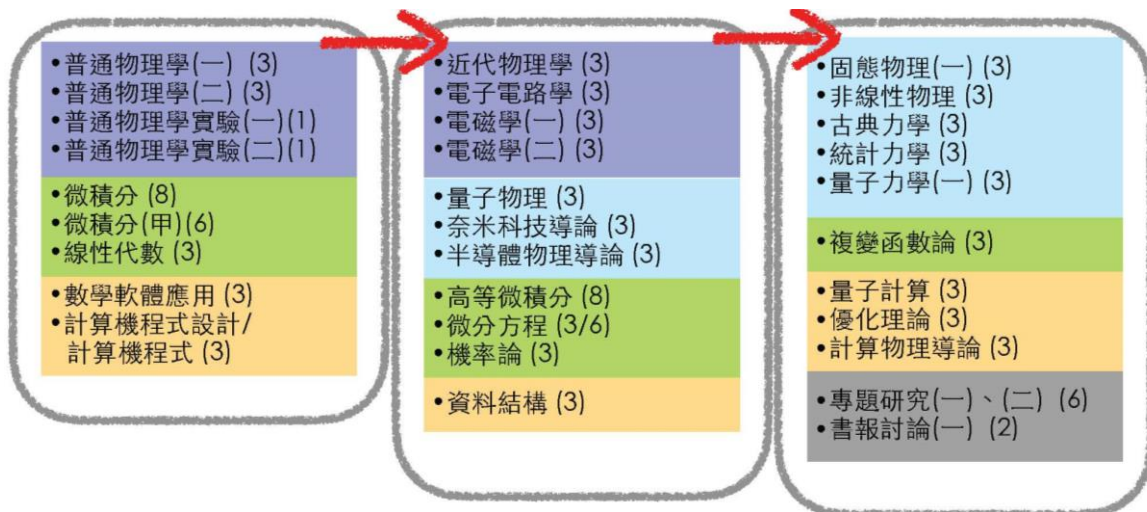 •普通物理學(一) (3)
•普通物理學(二) (3)
•普通物理學實驗(一)(1)
•普通物理學實驗(二)(1)
•微積分 (8)
•微積分(甲)(6)
•線性代數 (3)
•數學軟體應用 (3)
•計算機程式設計/
計算機程式 (3)
•近代物理學 (3)
•電子電路學 (3)
•電磁學(一) (3)
•電磁學(二) (3)
•量子物理 (3)
•奈米科技導論 (3)
•半導體物理導論 (3)
•高等微積分 (8)
•微分方程 (3/6)
•機率論 (3)
•資料結構 (3)
•固態物理(一) (3)
•非線性物理 (3)
•古典力學 (3)
•統計力學 (3)
•量子力學(一) (3)
•複變函數論 (3)
•量子計算 (3)
•優化理論 (3)
•計算物理導論 (3)
•專題研究(一)、(二) (6)
•書報討論(一) (2)